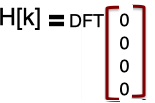 H[k] = DFT [0
0
0
0]